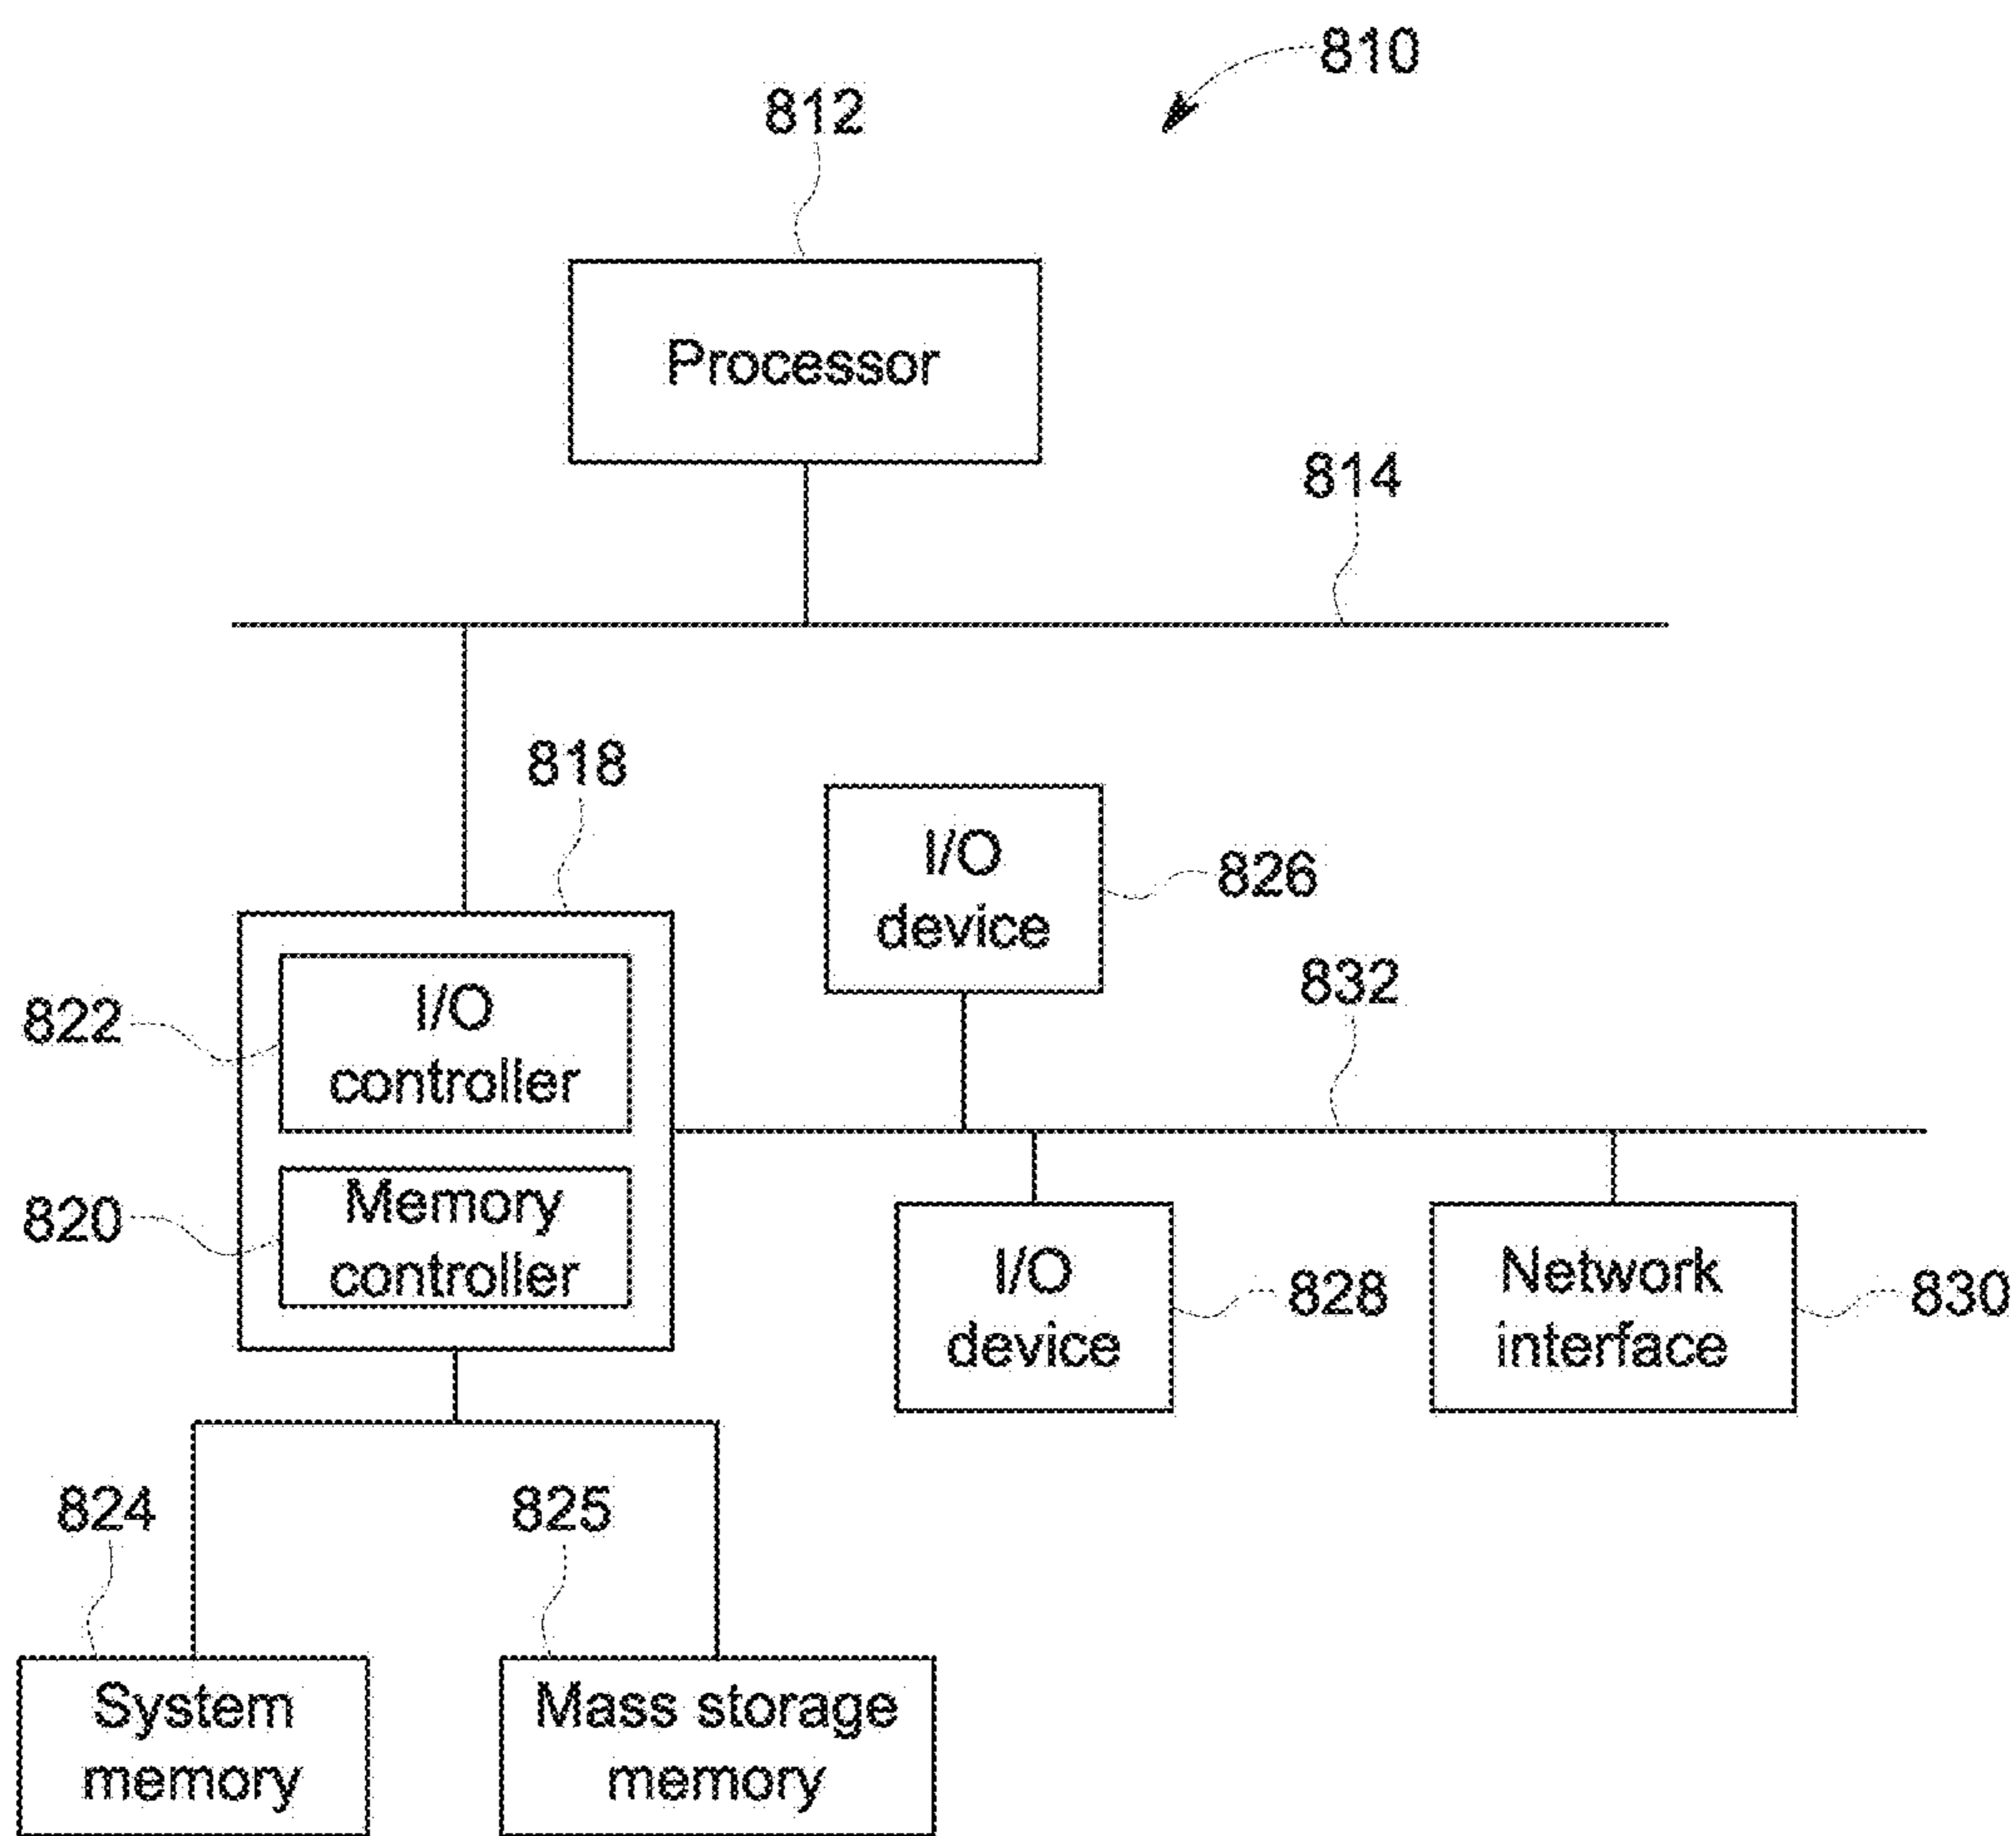 810
812
Processor
814
818
I/O
device
826
822
I/O
controller
832
820
Memory
controller
I/O
device
828
Network
interface
830
824
825
System
memory
Mass storage
memory